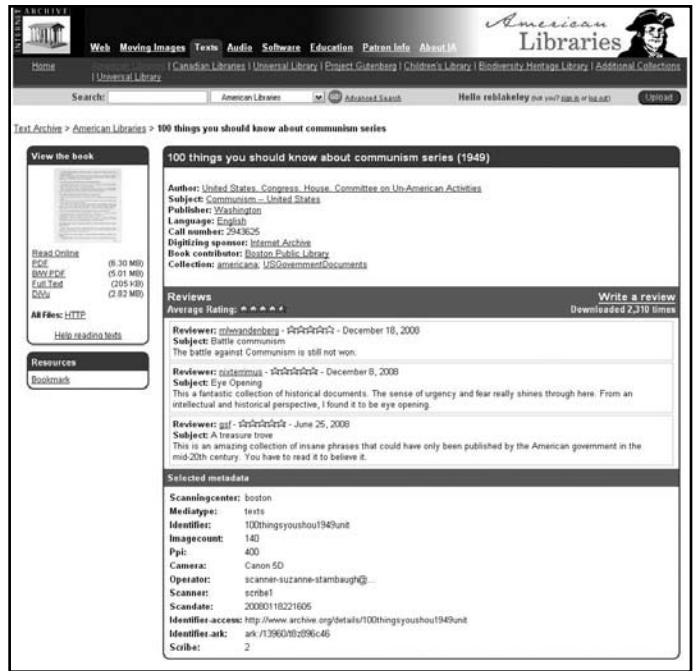 INTERNET ARCHIVE
American
Libraries
Web Moving Images Texts Audio Software Education Patron Info About IA
Home American Libraries | Canadian Libraries | Universal Library | Project Gutenberg | Children's Library | Biodiversity Heritage Library | Additional Collections
| Universal Library
Search: American Libraries GO! Advanced Search Hello reblakeley (not you? sign in or log out) Upload
Text Archive > American Libraries > 100 things you should know about communism series
View the book
Read Online
PDF (6.30 MB)
B/W PDF (5.01 MB)
Full Text (205 KB)
DjVu (2.82 MB)
All Files: HTTP
Help reading texts
Resources
Bookmark
100 things you should know about communism series (1949)
Author: United States. Congress. House. Committee on Un-American Activities
Subject: Communism -- United States
Publisher: Washington
Language: English
Call number: 2943625
Digitizing sponsor: Internet Archive
Book contributor: Boston Public Library
Collection: americana; USGovernmentDocuments
Reviews Write a review
Average Rating: Downloaded 2,310 times
Reviewer: mlwandenberg - - December 18, 2008
Subject: Battle communism
The battle against Communism is still not won.
Reviewer: nixterrimus - - December 8, 2008
Subject: Eye Opening
This a fantastic collection of historical documents. The sense of urgency and fear really shines through here. From an
intellectual and historical perspective, I found it to be eye opening.
Reviewer: gsf - - June 25, 2008
Subject: A treasure trove
This is an amazing collection of insane phrases that could have only been published by the American government in the
mid-20th century. You have to read it to believe it.
Selected metadata
Scanningcenter: boston
Mediatype: texts
Identifier: 100thingsyoushou1949unit
Imagecount: 140
Ppi: 400
Camera: Canon 5D
Operator: scanner-suzanne-stambaugh@...
Scanner: scribe1
Scandate: 20080118221605
Identifier-access: http://www.archive.org/details/100thingsyoushou1949unit
Identifier-ark: ark:/13960/t8z896c46
Scribe: 2